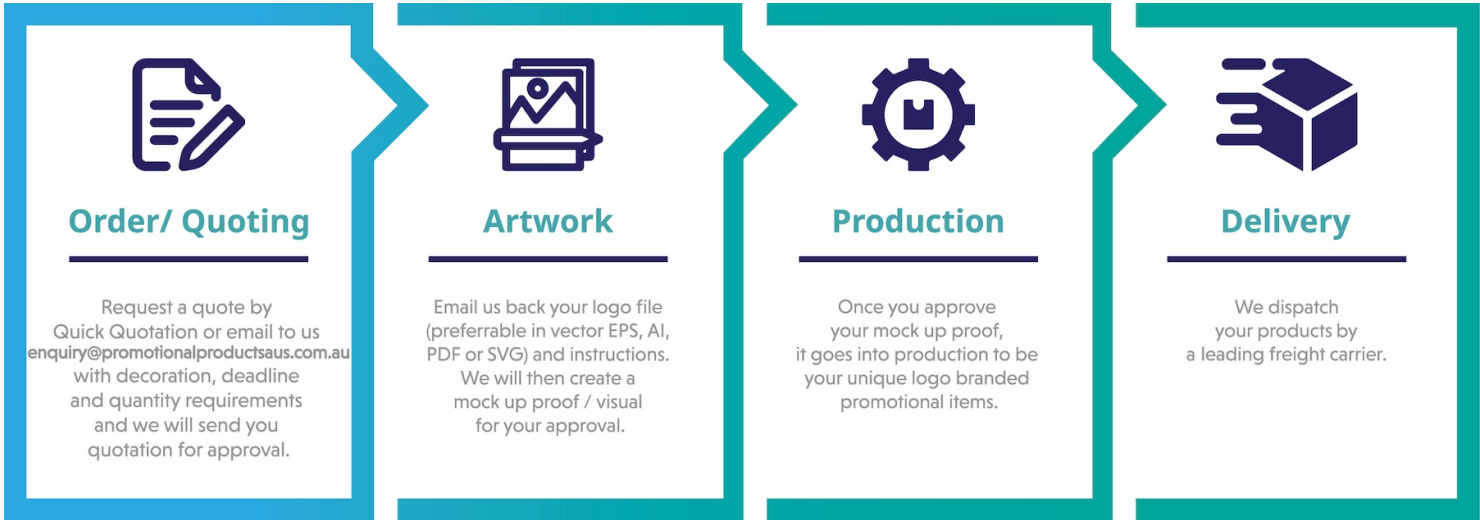 Order/ Quoting
Request a quote by
Quick Quotation or email to us
enquiry@promotionalproductsaus.com.au
with decoration, deadline
and quantity requirements
and we will send you
quotation for approval.
Artwork
Email us back your logo file
(preferrable in vector EPS, AI,
PDF or SVG) and instructions.
We will then create a
mock up proof / visual
for your approval.
Production
Once you approve
your mock up proof,
it goes into production to be
your unique logo branded
promotional items.
Delivery
We dispatch
your products by
a leading freight carrier.